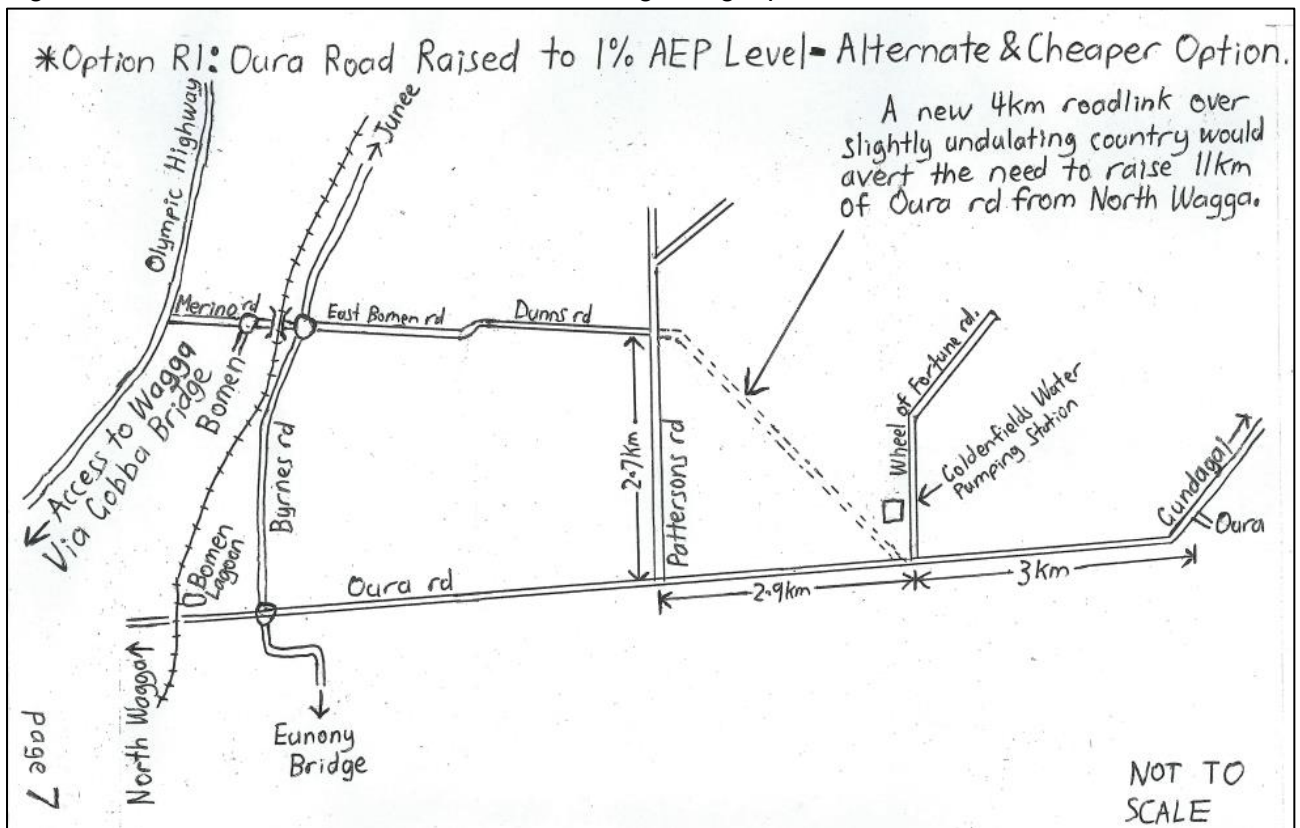 *Option R1: Oura Road Raised to 1% AEP Level - Alternate & Cheaper Option.
A new 4km roadlink over
slightly undulating country would
avert the need to raise 11km
of Oura rd from North Wagga.
Olympic Highway
Junee
Merino rd
East Bomen rd
Dunns rd
Access to Wagga
Via Gobba Bridge
Bomen
Byrnes rd
2.7km
Pattersons rd
Wheel of Fortune rd.
Goldenfields Water
Pumping Station
Gundagai
Oura
Bomen
Lagoon
Oura rd
2.9km
3km
North Wagga
Eunony
Bridge
page 7
NOT TO
SCALE